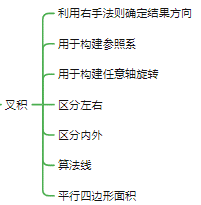 利用右手法则确定结果方向
用于构建参照系
用于构建任意轴旋转
叉积
区分左右
区分内外
算法线
平行四边形面积